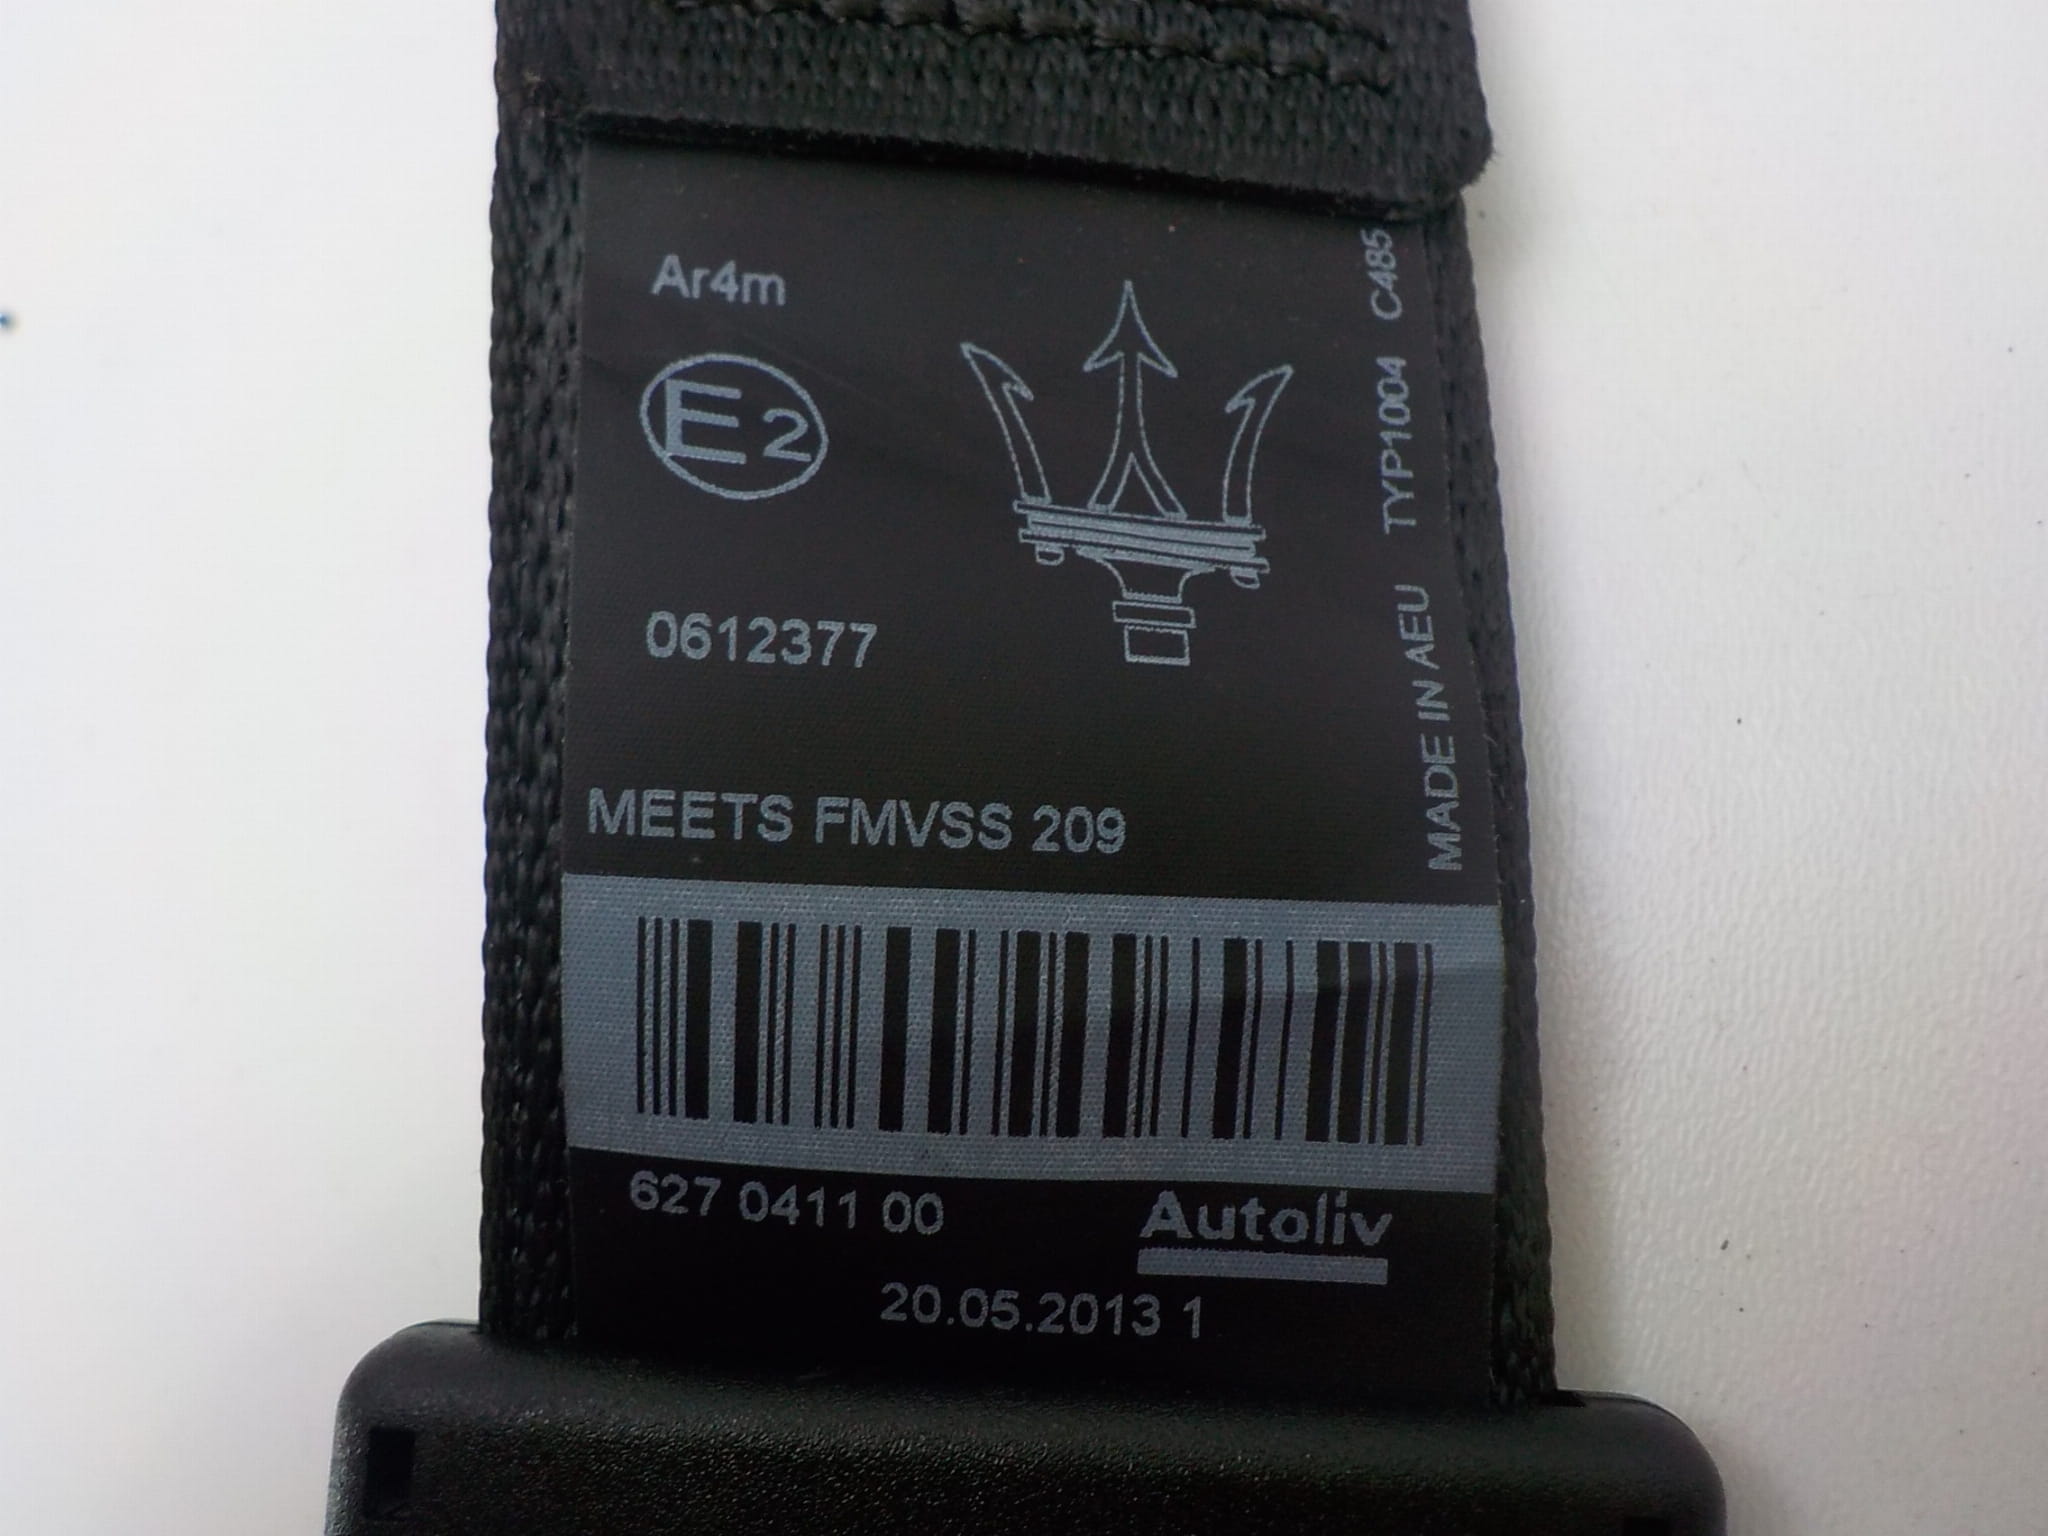 Ar4m
E2
0612377
MEETS FMVSS 209
MADE IN AEU TYP1004 C485
627 0411 00
Autoliv
20.05.2013 1